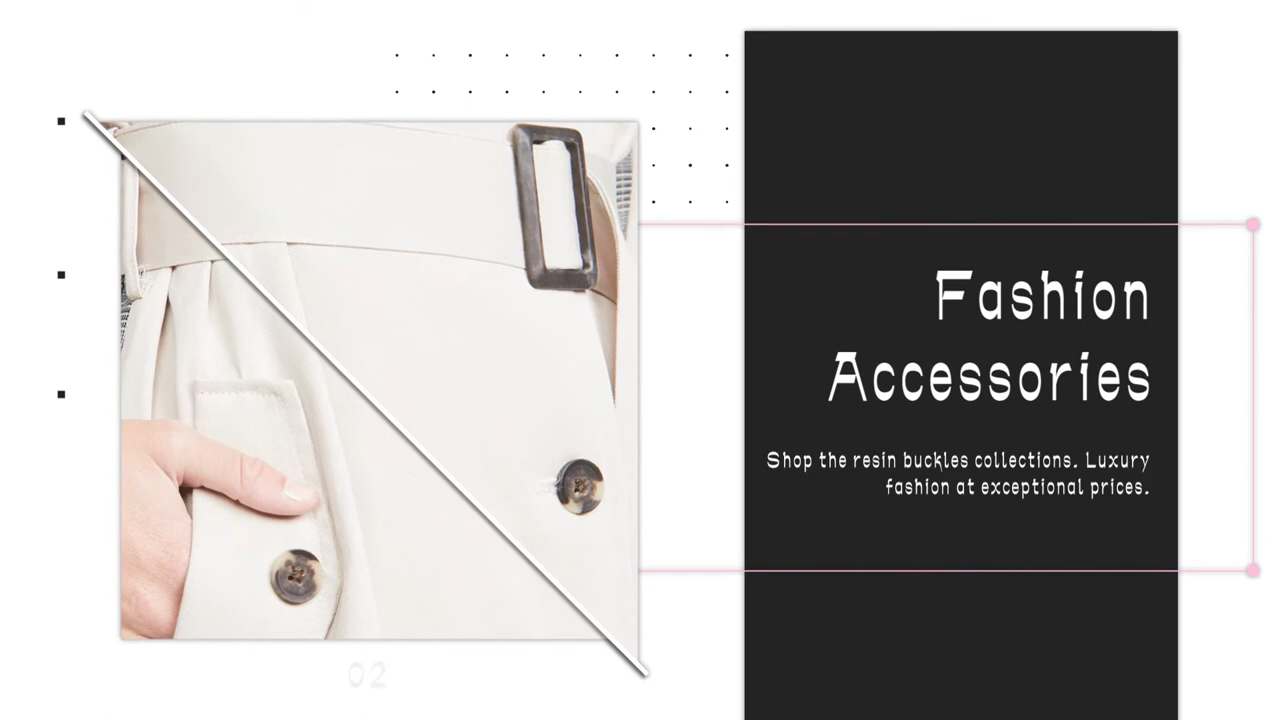 Fashion
Accessories
Shop the resin buckles collections. Luxury
fashion at exceptional prices.
02